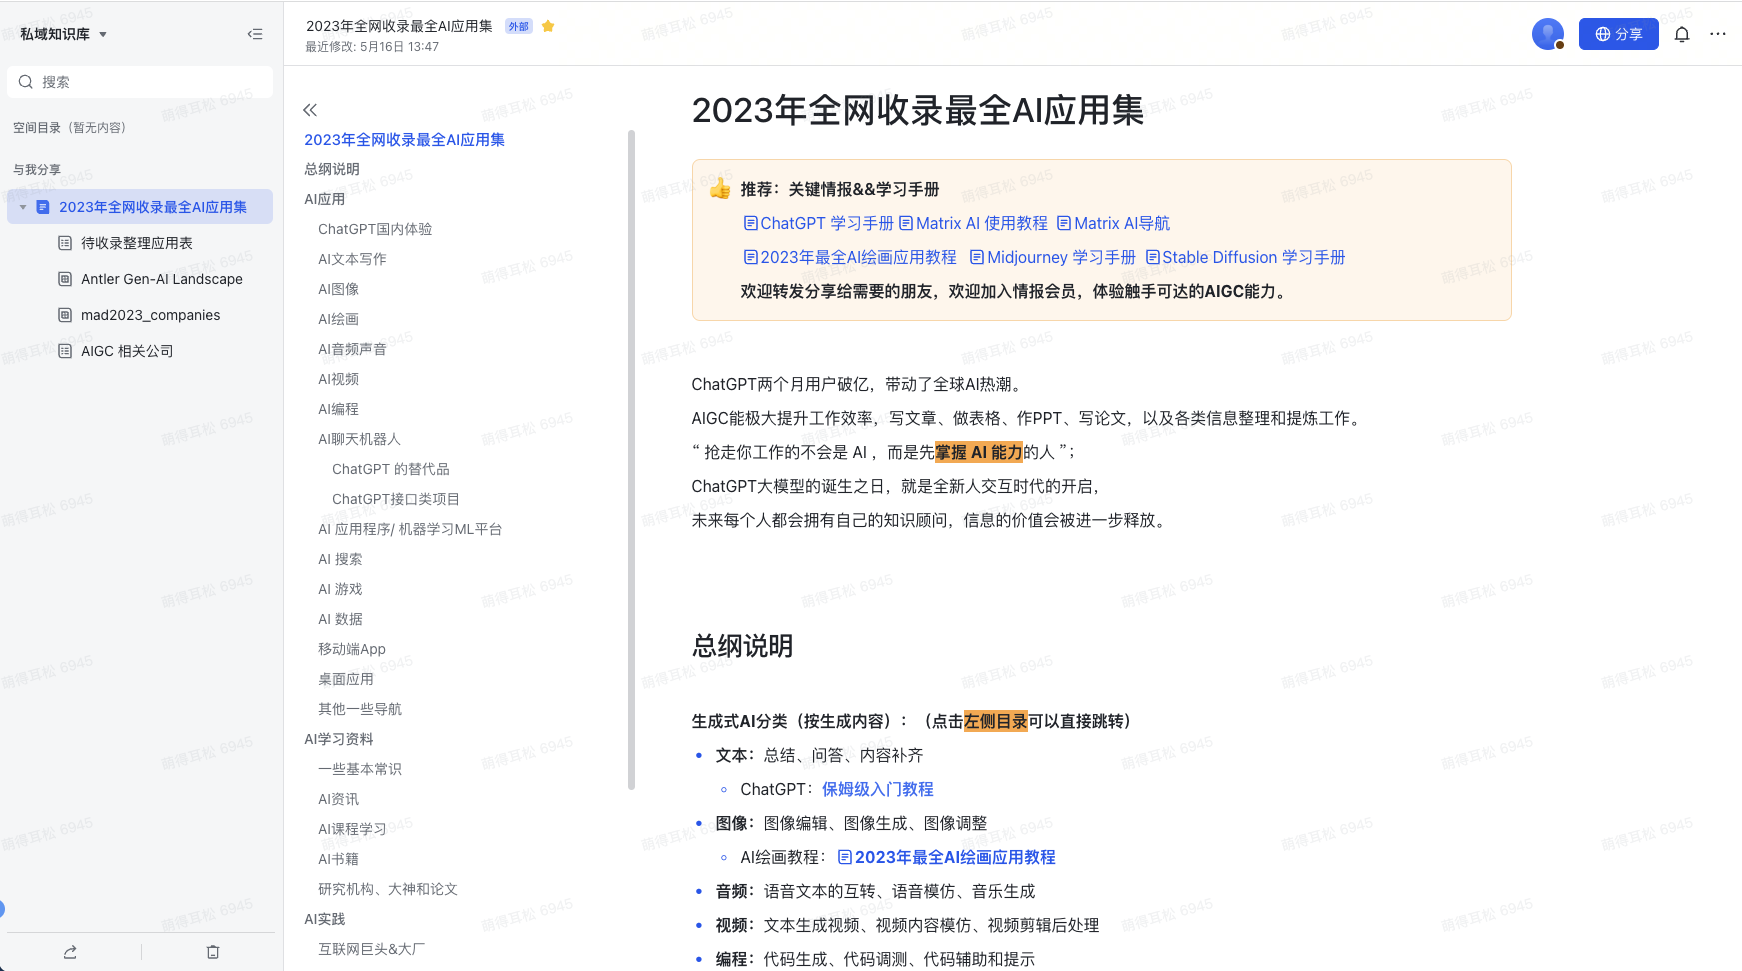 私域知识库
搜索
空间目录（暂无内容）
与我分享
2023年全网收录最全AI应用集
待收录整理应用表
Antler Gen-AI Landscape
mad2023_companies
AIGC 相关公司
2023年全网收录最全AI应用集 外部
最近修改: 5月16日 13:47
分享
2023年全网收录最全AI应用集
总纲说明
AI应用
ChatGPT国内体验
AI文本写作
AI图像
AI绘画
AI音频声音
AI视频
AI编程
AI聊天机器人
ChatGPT 的替代品
ChatGPT接口类项目
AI 应用程序/ 机器学习ML平台
AI 搜索
AI 游戏
AI 数据
移动端App
桌面应用
其他一些导航
AI学习资料
一些基本常识
AI资讯
AI课程学习
AI书籍
研究机构、大神和论文
AI实践
互联网巨头&大厂
2023年全网收录最全AI应用集
推荐：关键情报&&学习手册
ChatGPT 学习手册 Matrix AI 使用教程 Matrix AI导航
2023年最全AI绘画应用教程 Midjourney 学习手册 Stable Diffusion 学习手册
欢迎转发分享给需要的朋友，欢迎加入情报会员，体验触手可达的AIGC能力。
ChatGPT两个月用户破亿，带动了全球AI热潮。
AIGC能极大提升工作效率，写文章、做表格、作PPT、写论文，以及各类信息整理和提炼工作。
“ 抢走你工作的不会是 AI ，而是先掌握 AI 能力的人 ”；
ChatGPT大模型的诞生之日，就是全新人交互时代的开启，
未来每个人都会拥有自己的知识顾问，信息的价值会被进一步释放。
总纲说明
生成式AI分类（按生成内容）：（点击左侧目录可以直接跳转）
文本：总结、问答、内容补齐
ChatGPT：保姆级入门教程
图像：图像编辑、图像生成、图像调整
AI绘画教程：2023年最全AI绘画应用教程
音频：语音文本的互转、语音模仿、音乐生成
视频：文本生成视频、视频内容模仿、视频剪辑后处理
编程：代码生成、代码调测、代码辅助和提示
萌得耳松 6945